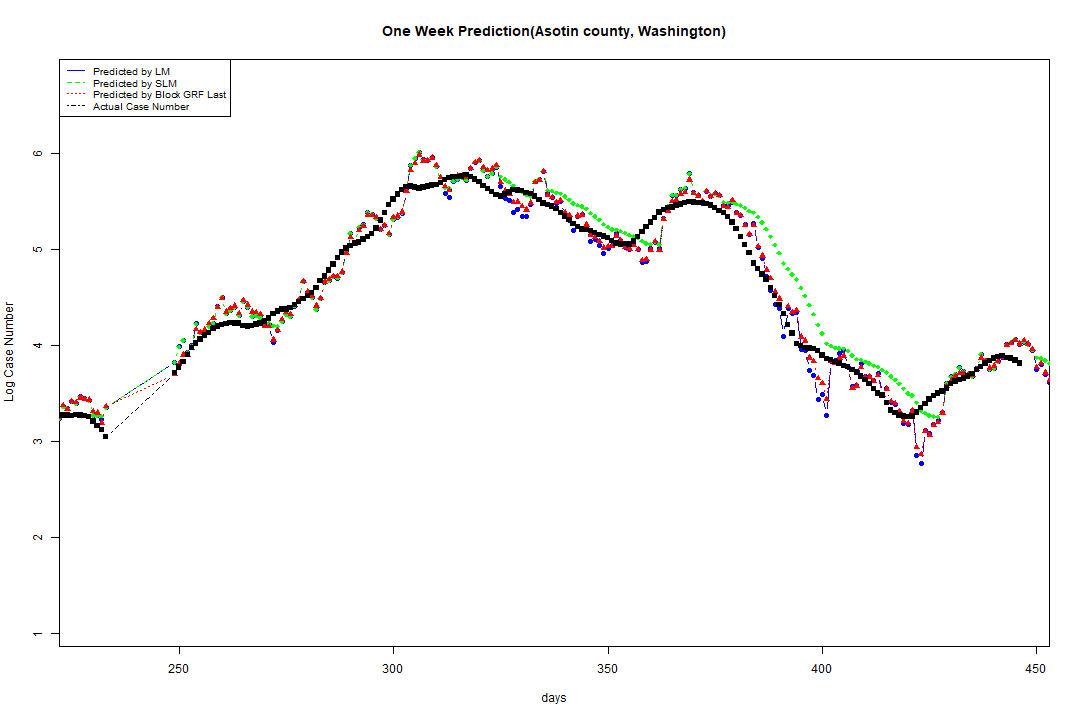 One Week Prediction(Asotin county, Washington)
Predicted by LM
Predicted by SLM
Predicted by Block GRF Last
Actual Case Number
Log Case Number
6
5
4
3
2
1
250 300 350 400 450
days